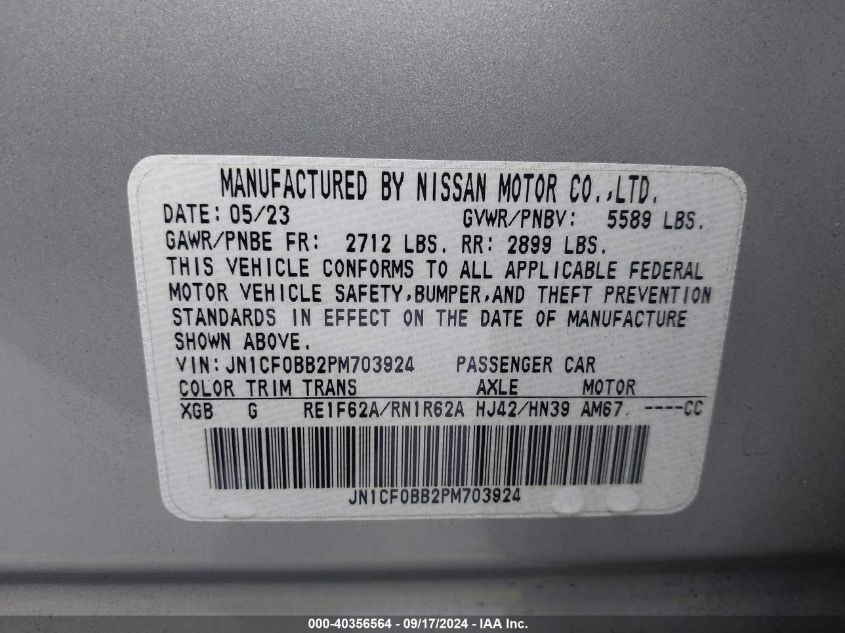 MANUFACTURED BY NISSAN MOTOR CO.,LTD.
DATE: 05/23 GVWR/PNBV: 5589 LBS.
GAWR/PNBE FR: 2712 LBS. RR: 2899 LBS.
THIS VEHICLE CONFORMS TO ALL APPLICABLE FEDERAL
MOTOR VEHICLE SAFETY,BUMPER,AND THEFT PREVENTION
STANDARDS IN EFFECT ON THE DATE OF MANUFACTURE
SHOWN ABOVE.
VIN: JN1CF0BB2PM703924 PASSENGER CAR
COLOR TRIM TRANS AXLE MOTOR
XGB G RE1F62A/RN1R62A HJ42/HN39 AM67. ----CC
JN1CF0BB2PM703924
000-40356564 - 09/17/2024 - IAA Inc.